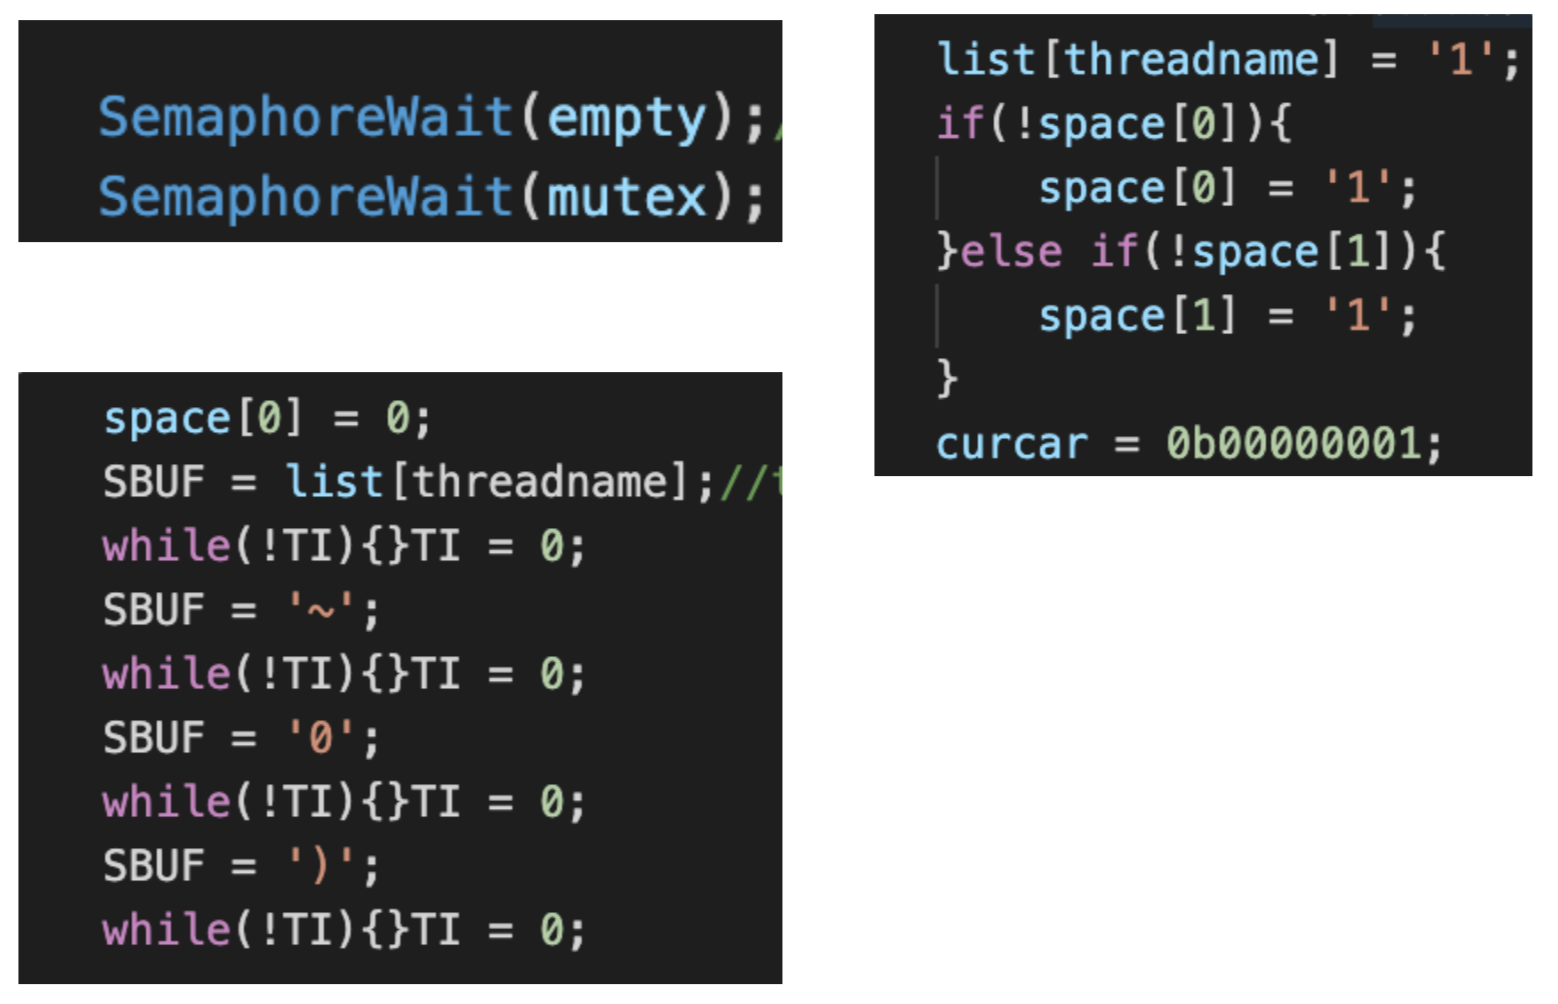 SemaphoreWait(empty);/
SemaphoreWait(mutex);
space[0] = 0;
SBUF = list[threadname];//t
while(!TI){}TI = 0;
SBUF = '~';
while(!TI){}TI = 0;
SBUF = '0';
while(!TI){}TI = 0;
SBUF = ')';
while(!TI){}TI = 0;
list[threadname] = '1';
if(!space[0]){
    space[0] = '1';
}else if(!space[1]){
    space[1] = '1';
}
curcar = 0b00000001;